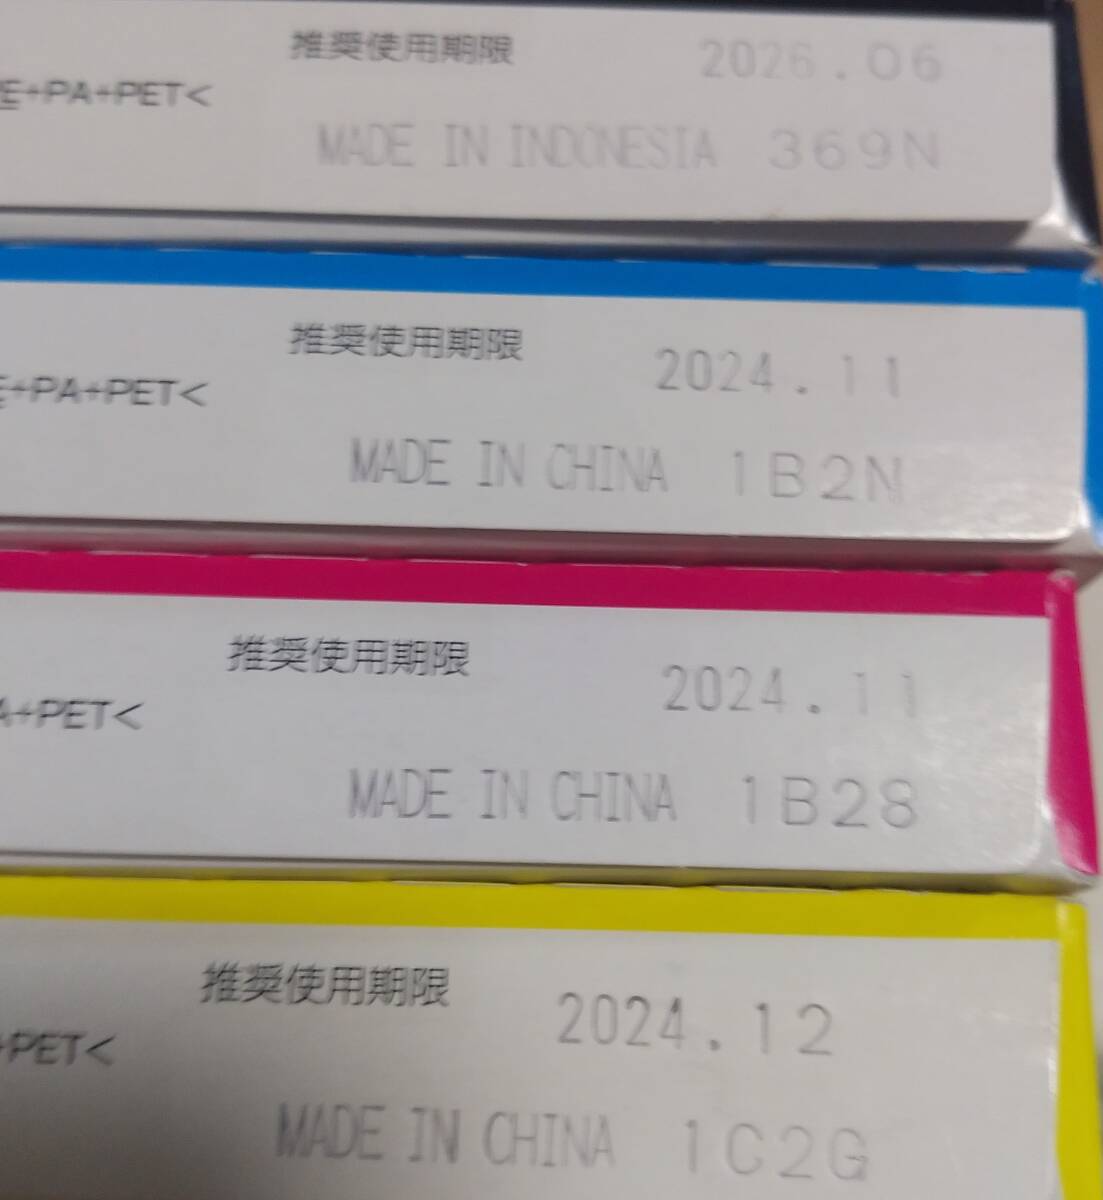 推奨使用期限 2026.06
E+PA+PET<
MADE IN INDONESIA 369N
推奨使用期限 2024.11
E+PA+PET<
MADE IN CHINA 1B2N
推奨使用期限 2024.11
A+PET<
MADE IN CHINA 1B28
推奨使用期限 2024.12
+PET<
MADE IN CHINA 1C2G